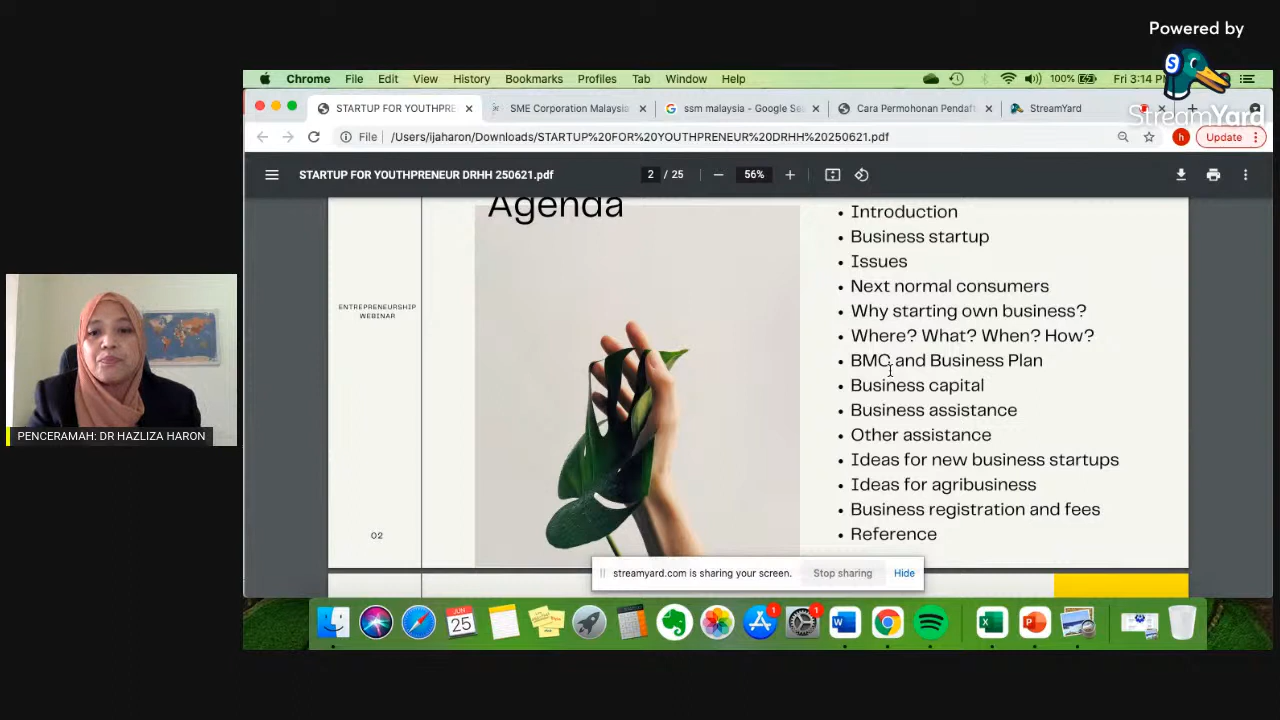 Powered by
StreamYard
Chrome File Edit View History Bookmarks Profiles Tab Window Help
100%
Fri 3:14
STARTUP FOR YOUTHPRE
SME Corporation Malaysia
ssm malaysia - Google Se
Cara Permohonan Pendaft
StreamYard
File /Users/ijaharon/Downloads/STARTUP%20FOR%20YOUTHPRENEUR%20DRHH%20250621.pdf
h
Update
STARTUP FOR YOUTHPRENEUR DRHH 250621.pdf
2 / 25
56%
Agenda
ENTREPRENEURSHIP
WEBINAR
02
• Introduction
• Business startup
• Issues
• Next normal consumers
• Why starting own business?
• Where? What? When? How?
• BMC and Business Plan
• Business capital
• Business assistance
• Other assistance
• Ideas for new business startups
• Ideas for agribusiness
• Business registration and fees
• Reference
PENCERAMAH: DR HAZLIZA HARON
streamyard.com is sharing your screen. Stop sharing Hide
JUN
25
1
1